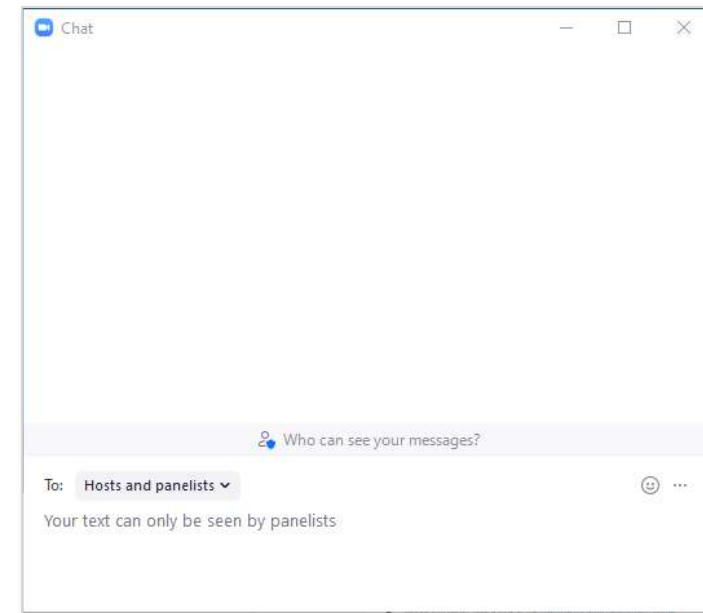 Chat
Who can see your messages?
To: Hosts and panelists
Your text can only be seen by panelists